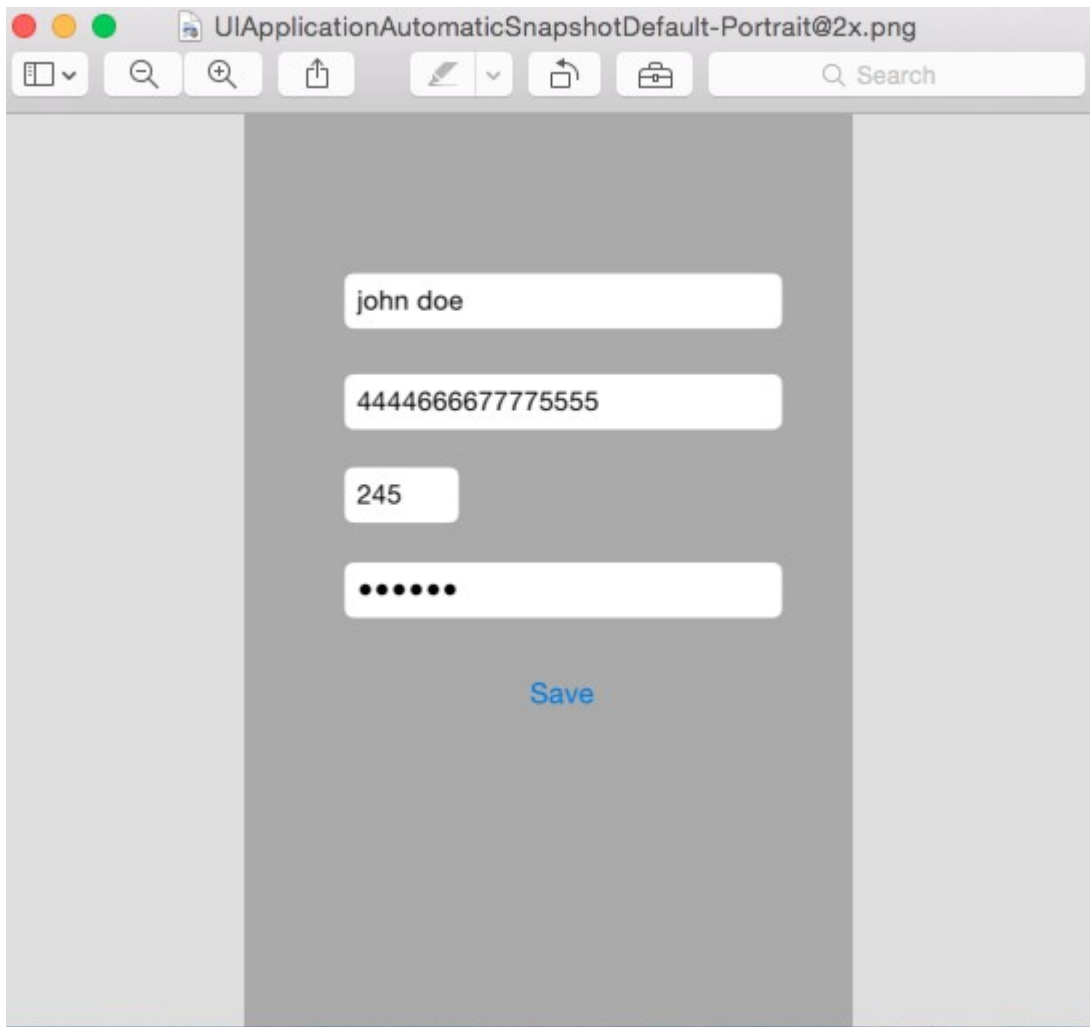 UIApplicationAutomaticSnapshotDefault-Portrait@2x.png
Search
john doe
4444666677775555
245
••••••
Save